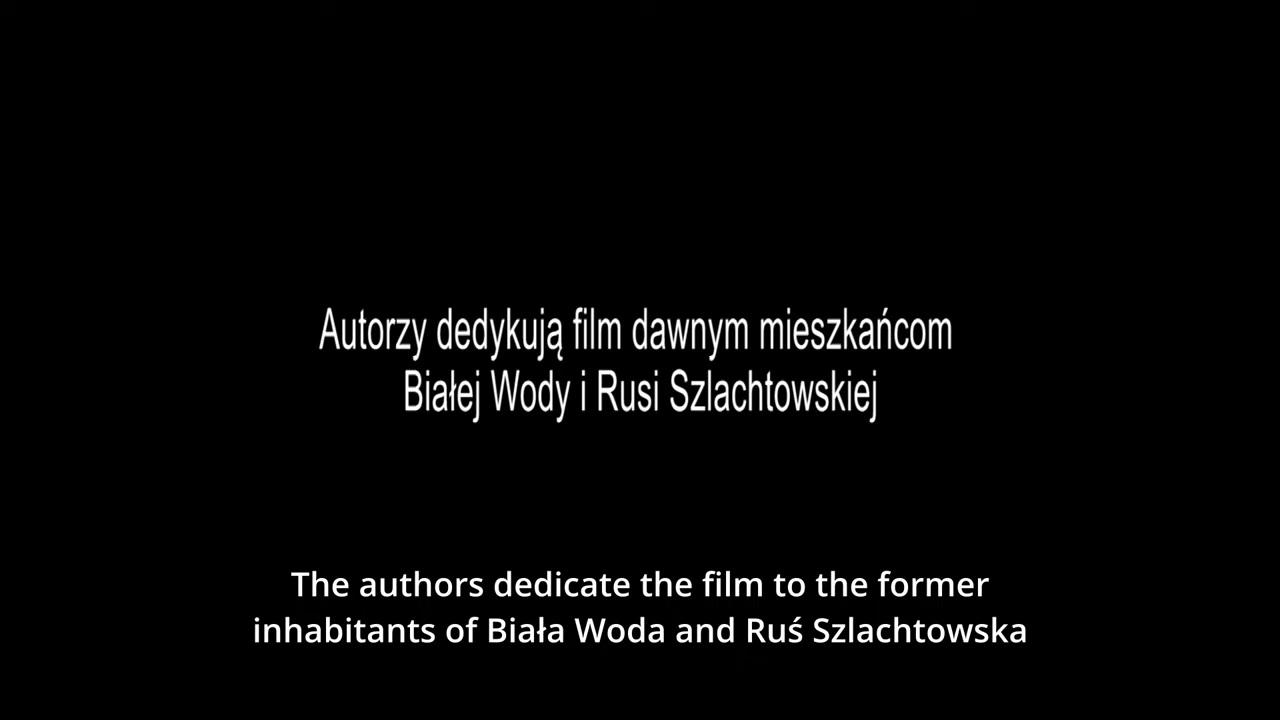 Autorzy dedykują film dawnym mieszkańcom
Białej Wody i Rusi Szlachtowskiej
The authors dedicate the film to the former
inhabitants of Biała Woda and Ruś Szlachtowska